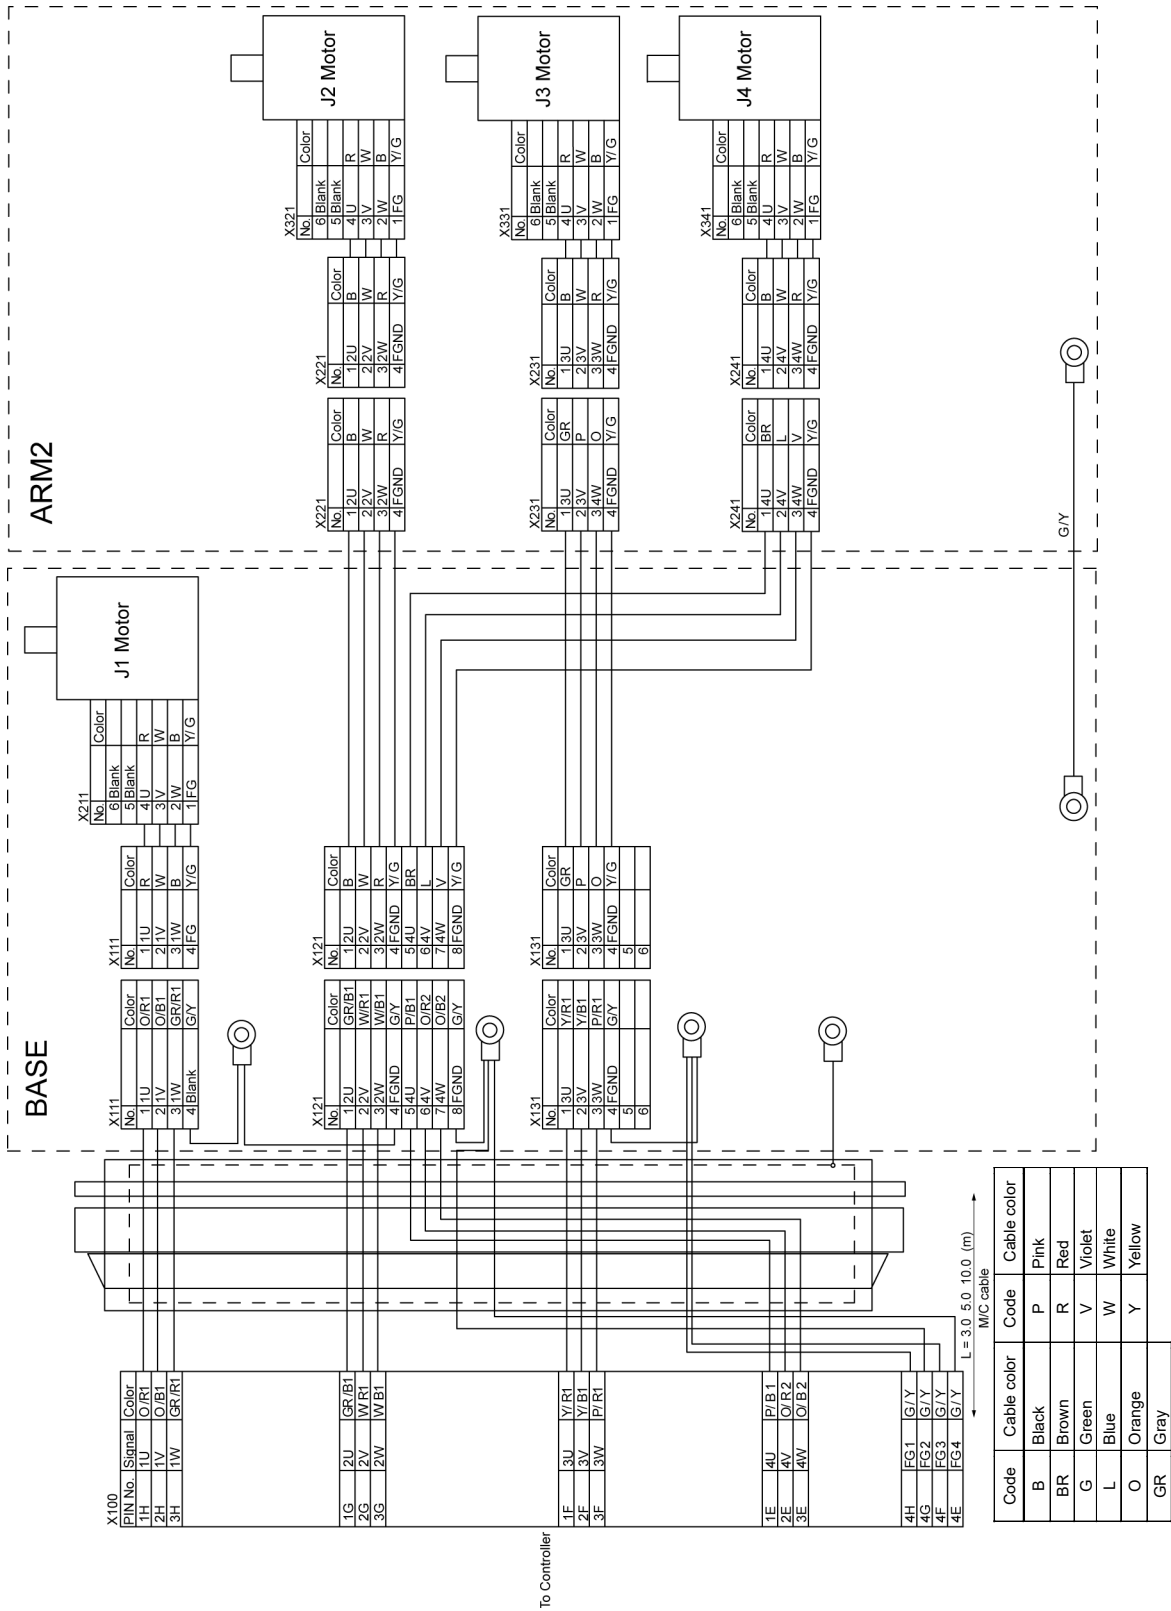 ARM2
J2 Motor
X321
No. Color
6 Blank
5 Blank
4 U R
3 V W
2 W B
1 FG Y/ G
X221
No. Color
1 2U B
2 2V W
3 2W R
4 FGND Y/G
X221
No. Color
1 2U B
2 2V W
3 2W R
4 FGND Y/G
J3 Motor
X331
No. Color
6 Blank
5 Blank
4 U R
3 V W
2 W B
1 FG Y/ G
X231
No. Color
1 3U B
2 3V W
3 3W R
4 FGND Y/G
X231
No. Color
1 3U GR
2 3V P
3 4W O
4 FGND Y/ G
J4 Motor
X341
No. Color
6 Blank
5 Blank
4 U R
3 V W
2 W B
1 FG Y/ G
X241
No. Color
1 4U B
2 4V W
3 4W R
4 FGND Y/G
X241
No. Color
1 4U BR
2 4V L
3 4W V
4 FGND Y/G
G/Y
BASE
J1 Motor
X211
No. Color
6 Blank
5 Blank
4 U R
3 V W
2 W B
1 FG Y/ G
X111
No. Color
1 1U R
2 1V W
3 1W B
4 FG Y/G
X111
No. Color
1 1U O/R1
2 1V O/B1
3 1W GR/R1
4 Blank G/Y
X121
No. Color
1 2U B
2 2V W
3 2W R
4 FGND Y/ G
5 4U BR
6 4V L
7 4W V
8 FGND Y/ G
X121
No. Color
1 2U GR/B1
2 2V W/R1
3 2W W/B1
4 FGND G/Y
5 4U P/B1
6 4V O/R2
7 4W O/B2
8 FGND G/Y
X131
No. Color
1 3U GR
2 3V P
3 3W O
4 FGND Y/ G
5
6
X131
No. Color
1 3U Y/R1
2 3V Y/B1
3 3W P/R1
4 FGND G/Y
5
6
X100
PIN No. Signal Color
1H 1U O /R1
2H 1V O /B1
3H 1W GR /R1
1G 2U GR /B1
2G 2V W R1
3G 2W W B1
1F 3U Y/ R1
2F 3V Y/ B1
3F 3W P/ R1
1E 4U P/ B 1
2E 4V O/ R 2
3E 4W O/ B 2
4H FG 1 G / Y
4G FG 2 G / Y
4F FG 3 G / Y
4E FG 4 G / Y
To Controller
L = 3.0 5.0 10.0 (m)
M/C cable
Code Cable color Code Cable color
B Black P Pink
BR Brown R Red
G Green V Violet
L Blue W White
O Orange Y Yellow
GR Gray